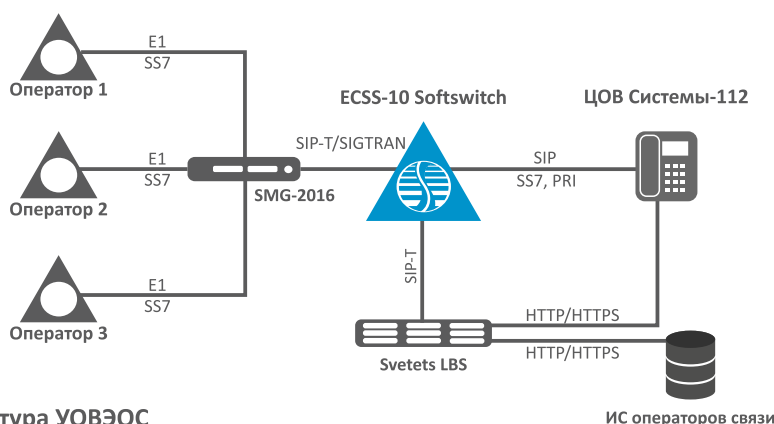 E1
SS7
Оператор 1
ECSS-10 Softswitch
ЦОВ Системы-112
SIP-T/SIGTRAN
SIP
E1
SS7
SS7, PRI
SMG-2016
Оператор 2
SIP-T
E1
SS7
HTTP/HTTPS
Оператор 3
HTTP/HTTPS
Svetets LBS
УОВЭОС
ИС операторов связи